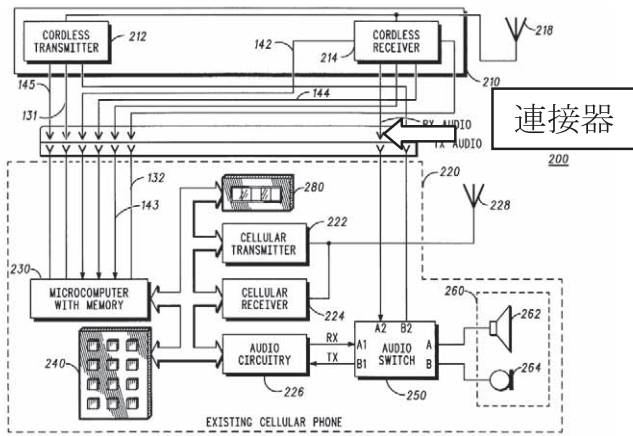 CORDLESS
TRANSMITTER
212
142
CORDLESS
RECEIVER
214
218
210
145
131
144
RX AUDIO
TX AUDIO
連接器
200
132
143
220
280
CELLULAR
TRANSMITTER
222
228
230
MICROCOMPUTER
WITH MEMORY
CELLULAR
RECEIVER
224
260
262
240
AUDIO
CIRCUITRY
226
RX
TX
A2 B2
A1
B1
AUDIO
SWITCH
A
B
250
264
EXISTING CELLULAR PHONE